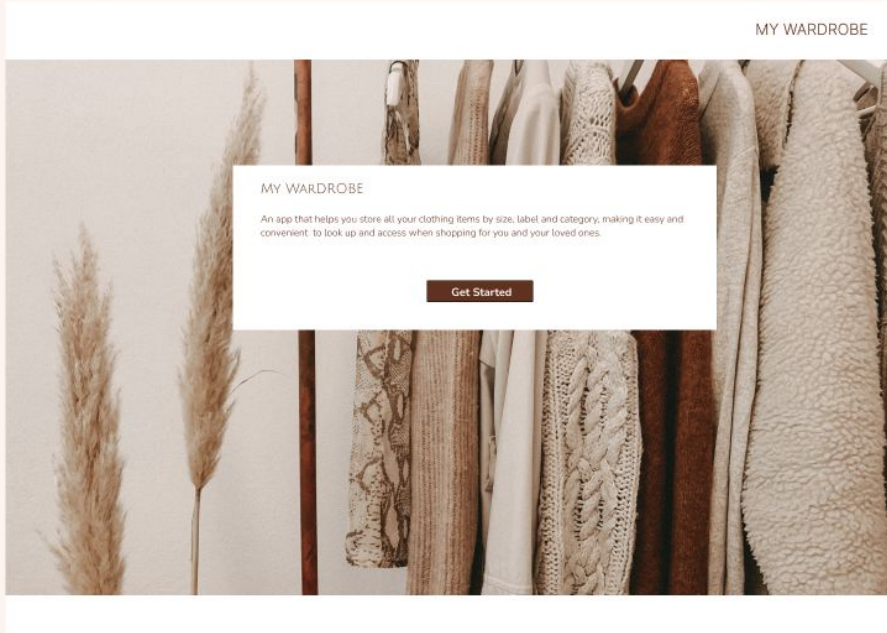 MY WARDROBE
MY WARDROBE
An app that helps you store all your clothing items by size, label and category, making it easy and
convenient to look up and access when shopping for you and your loved ones.
Get Started